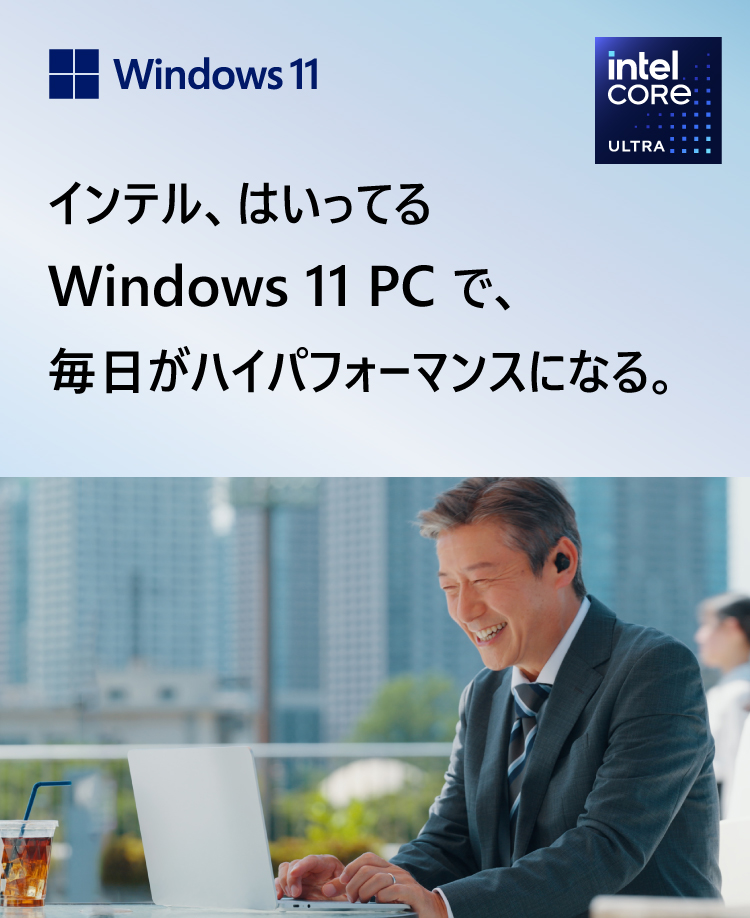 Windows 11
intel
CORE
ULTRA
インテル、はいってる
Windows 11 PC で、
毎日がハイパフォーマンスになる。